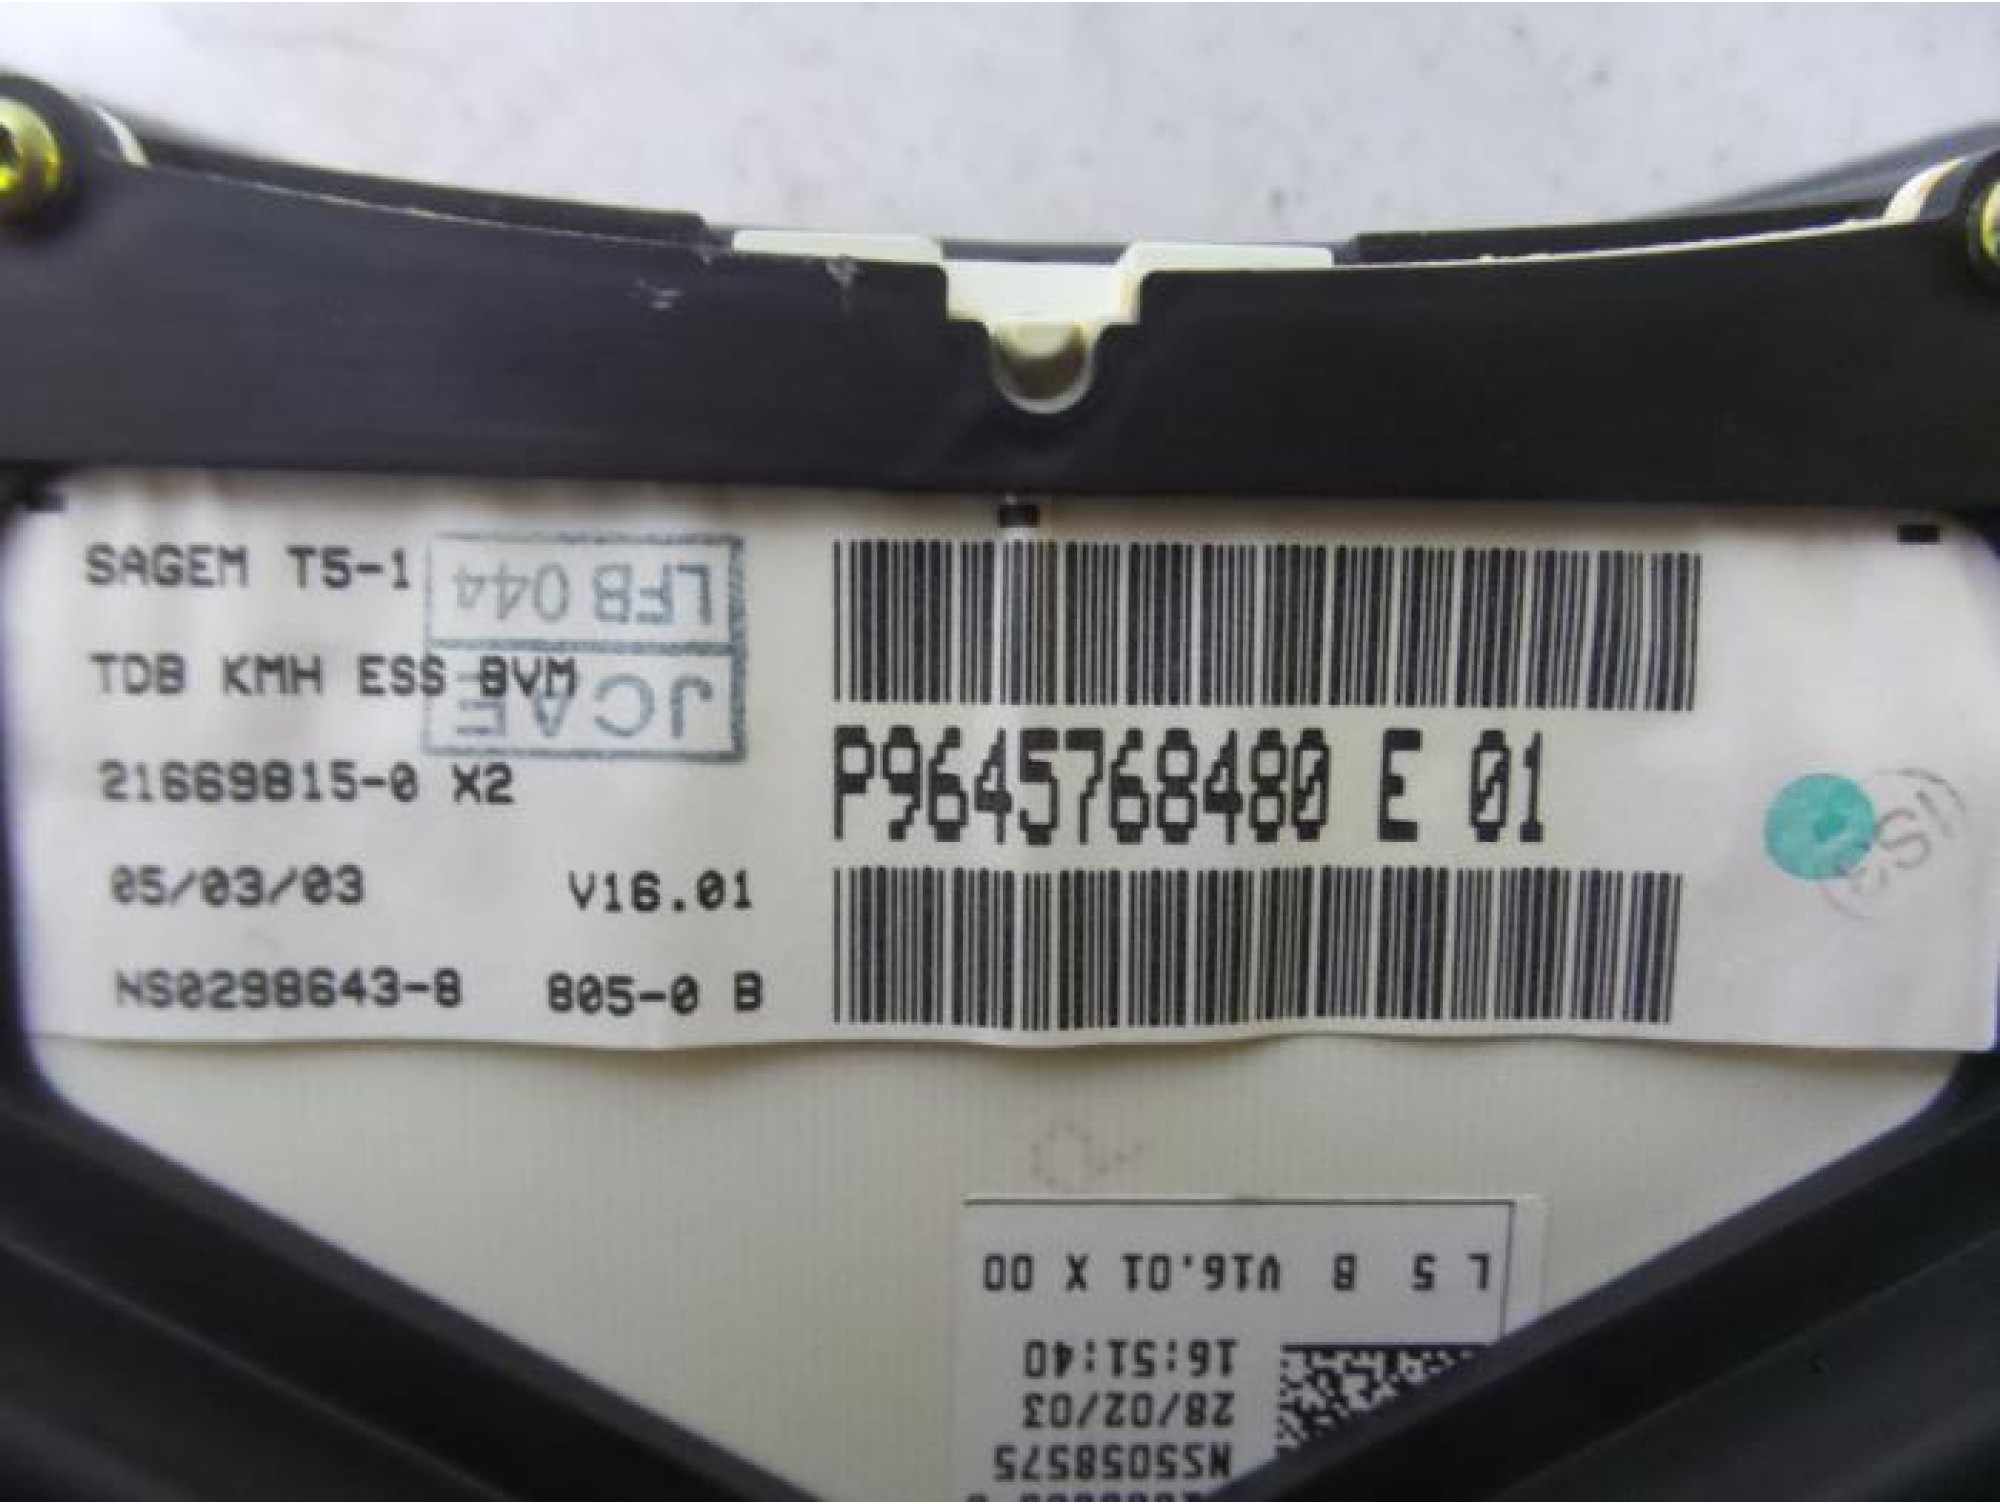 SAGEM T5-1
LFB 044
JCAE
TDB KMH ESS BVM
21669815-0 X2
05/03/03 V16.01
NS0298643-8 805-0 B
P9645768480 E 01
L 5 B V16.01 X 00
16:51:40
28/02/03
NS5058575